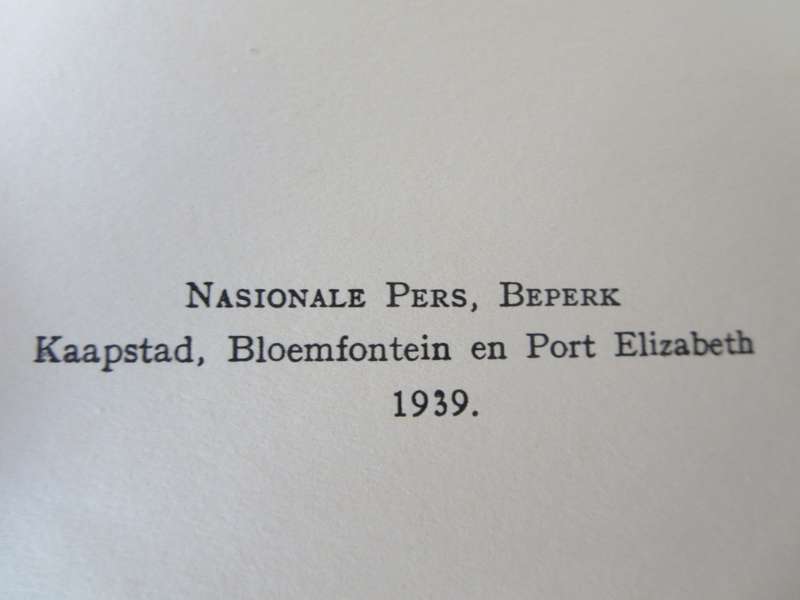 Nasionale Pers, Beperk
Kaapstad, Bloemfontein en Port Elizabeth
1939.